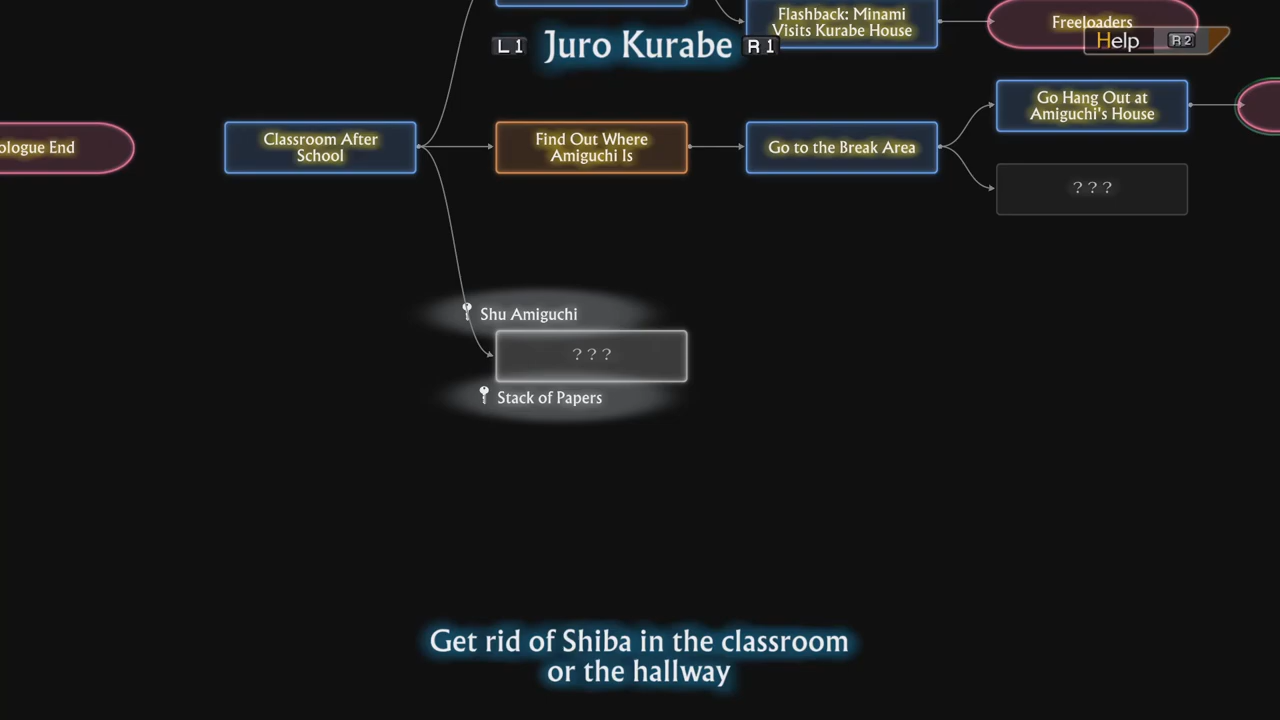 Flashback: Minami
Visits Kurabe House
Freeloaders
L1 Juro Kurabe R1
Help R2
ologue End
Classroom After
School
Find Out Where
Amiguchi Is
Go to the Break Area
Go Hang Out at
Amiguchi's House
???
Shu Amiguchi
???
Stack of Papers
Get rid of Shiba in the classroom
or the hallway